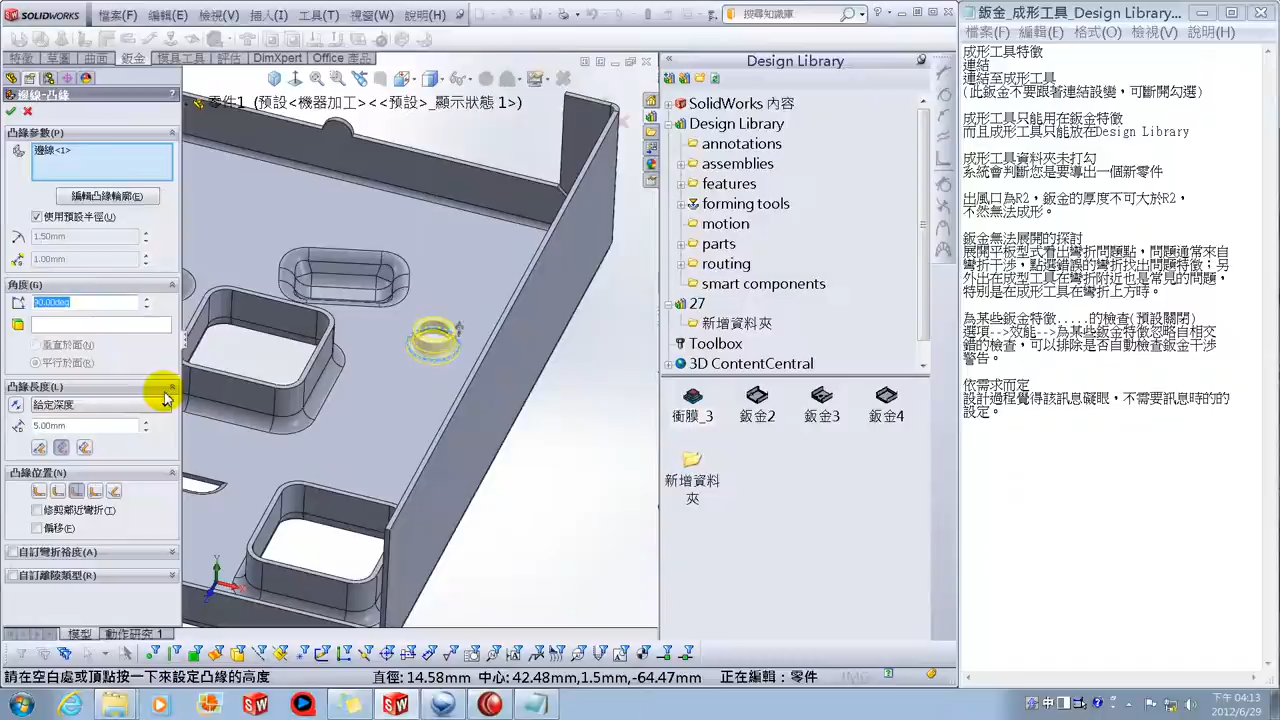 SOLIDWORKS 檔案(F) 編輯(E) 檢視(V) 插入(I) 工具(T) 視窗(W) 說明(H) 搜尋知識庫
特徵 草圖 曲面 鈑金 模具工具 評估 DimXpert Office 產品
邊線-凸緣
?
凸緣參數(P)
邊線<1>
編輯凸緣輪廓(E)
使用預設半徑(U)
1.50mm
1.00mm
角度(G)
90.00deg
垂直於面(N)
平行於面(R)
凸緣長度(L)
給定深度
5.00mm
凸緣位置(N)
修剪鄰近彎折(T)
偏移(E)
自訂彎折裕度(A)
自訂離隙類型(R)
零件1 (預設<機器加工><<預設>_顯示狀態 1>)
Y
模型 動作研究 1
請在空白處或頂點按一下來設定凸緣的高度 直徑: 14.58mm 中心: 42.48mm,1.5mm,-64.47mm 正在編輯 : 零件
Design Library
SolidWorks 內容
Design Library
annotations
assemblies
features
forming tools
motion
parts
routing
smart components
27
新增資料夾
Toolbox
3D ContentCentral
衝膜_3 鈑金2 鈑金3 鈑金4
新增資料
夾
鈑金_成形工具_Design Library...
檔案(F) 編輯(E) 格式(O) 檢視(V) 說明(H)
成形工具特徵
連結
連結至成形工具
(此鈑金不要跟著連結設變，可斷開勾選)
成形工具只能用在鈑金特徵
而且成形工具只能放在Design Library
成形工具資料夾未打勾
系統會判斷您是要導出一個新零件
出風口為R2，鈑金的厚度不可大於R2，
不然無法成形。
鈑金無法展開的探討
展開平板型式看出彎折問題點，問題通常來自
彎折干涉，點選錯誤的彎折找出問題特徵；另
外出在成型工具在彎折附近也是常見的問題，
特別是在成形工具在彎折上方時。
為某些鈑金特徵.....的檢查(預設關閉)
選項-->效能-->為某些鈑金特徵忽略自相交
錯的檢查，可以排除是否自動檢查鈑金干涉
警告。
依需求而定
設計過程覺得該訊息礙眼，不需要訊息時的的
設定。
中
下午 04:13
2012/6/29